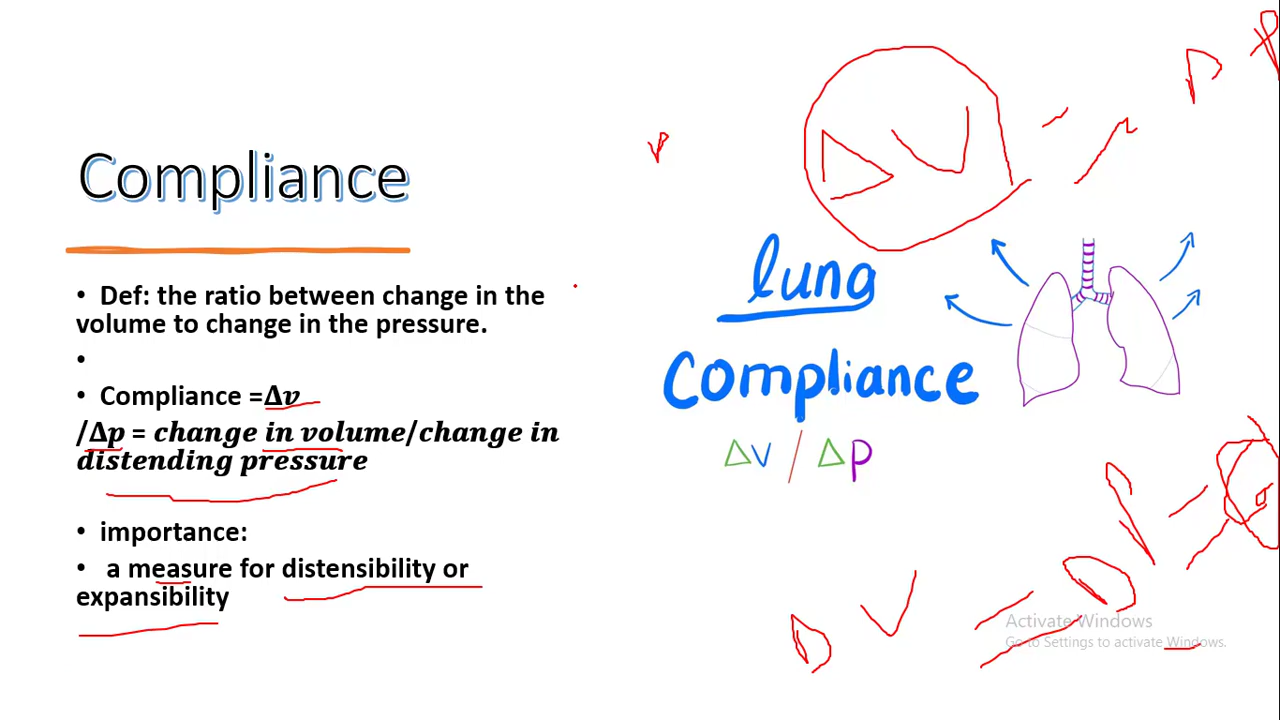 Compliance
• Def: the ratio between change in the
volume to change in the pressure.
•
• Compliance =Δv
/Δp = change in volume/change in
distending pressure
• importance:
• a measure for distensibility or
expansibility
ΔV
lung
Compliance
Δv / Δp
ΔV
Activate Windows
Go to Settings to activate Windows.